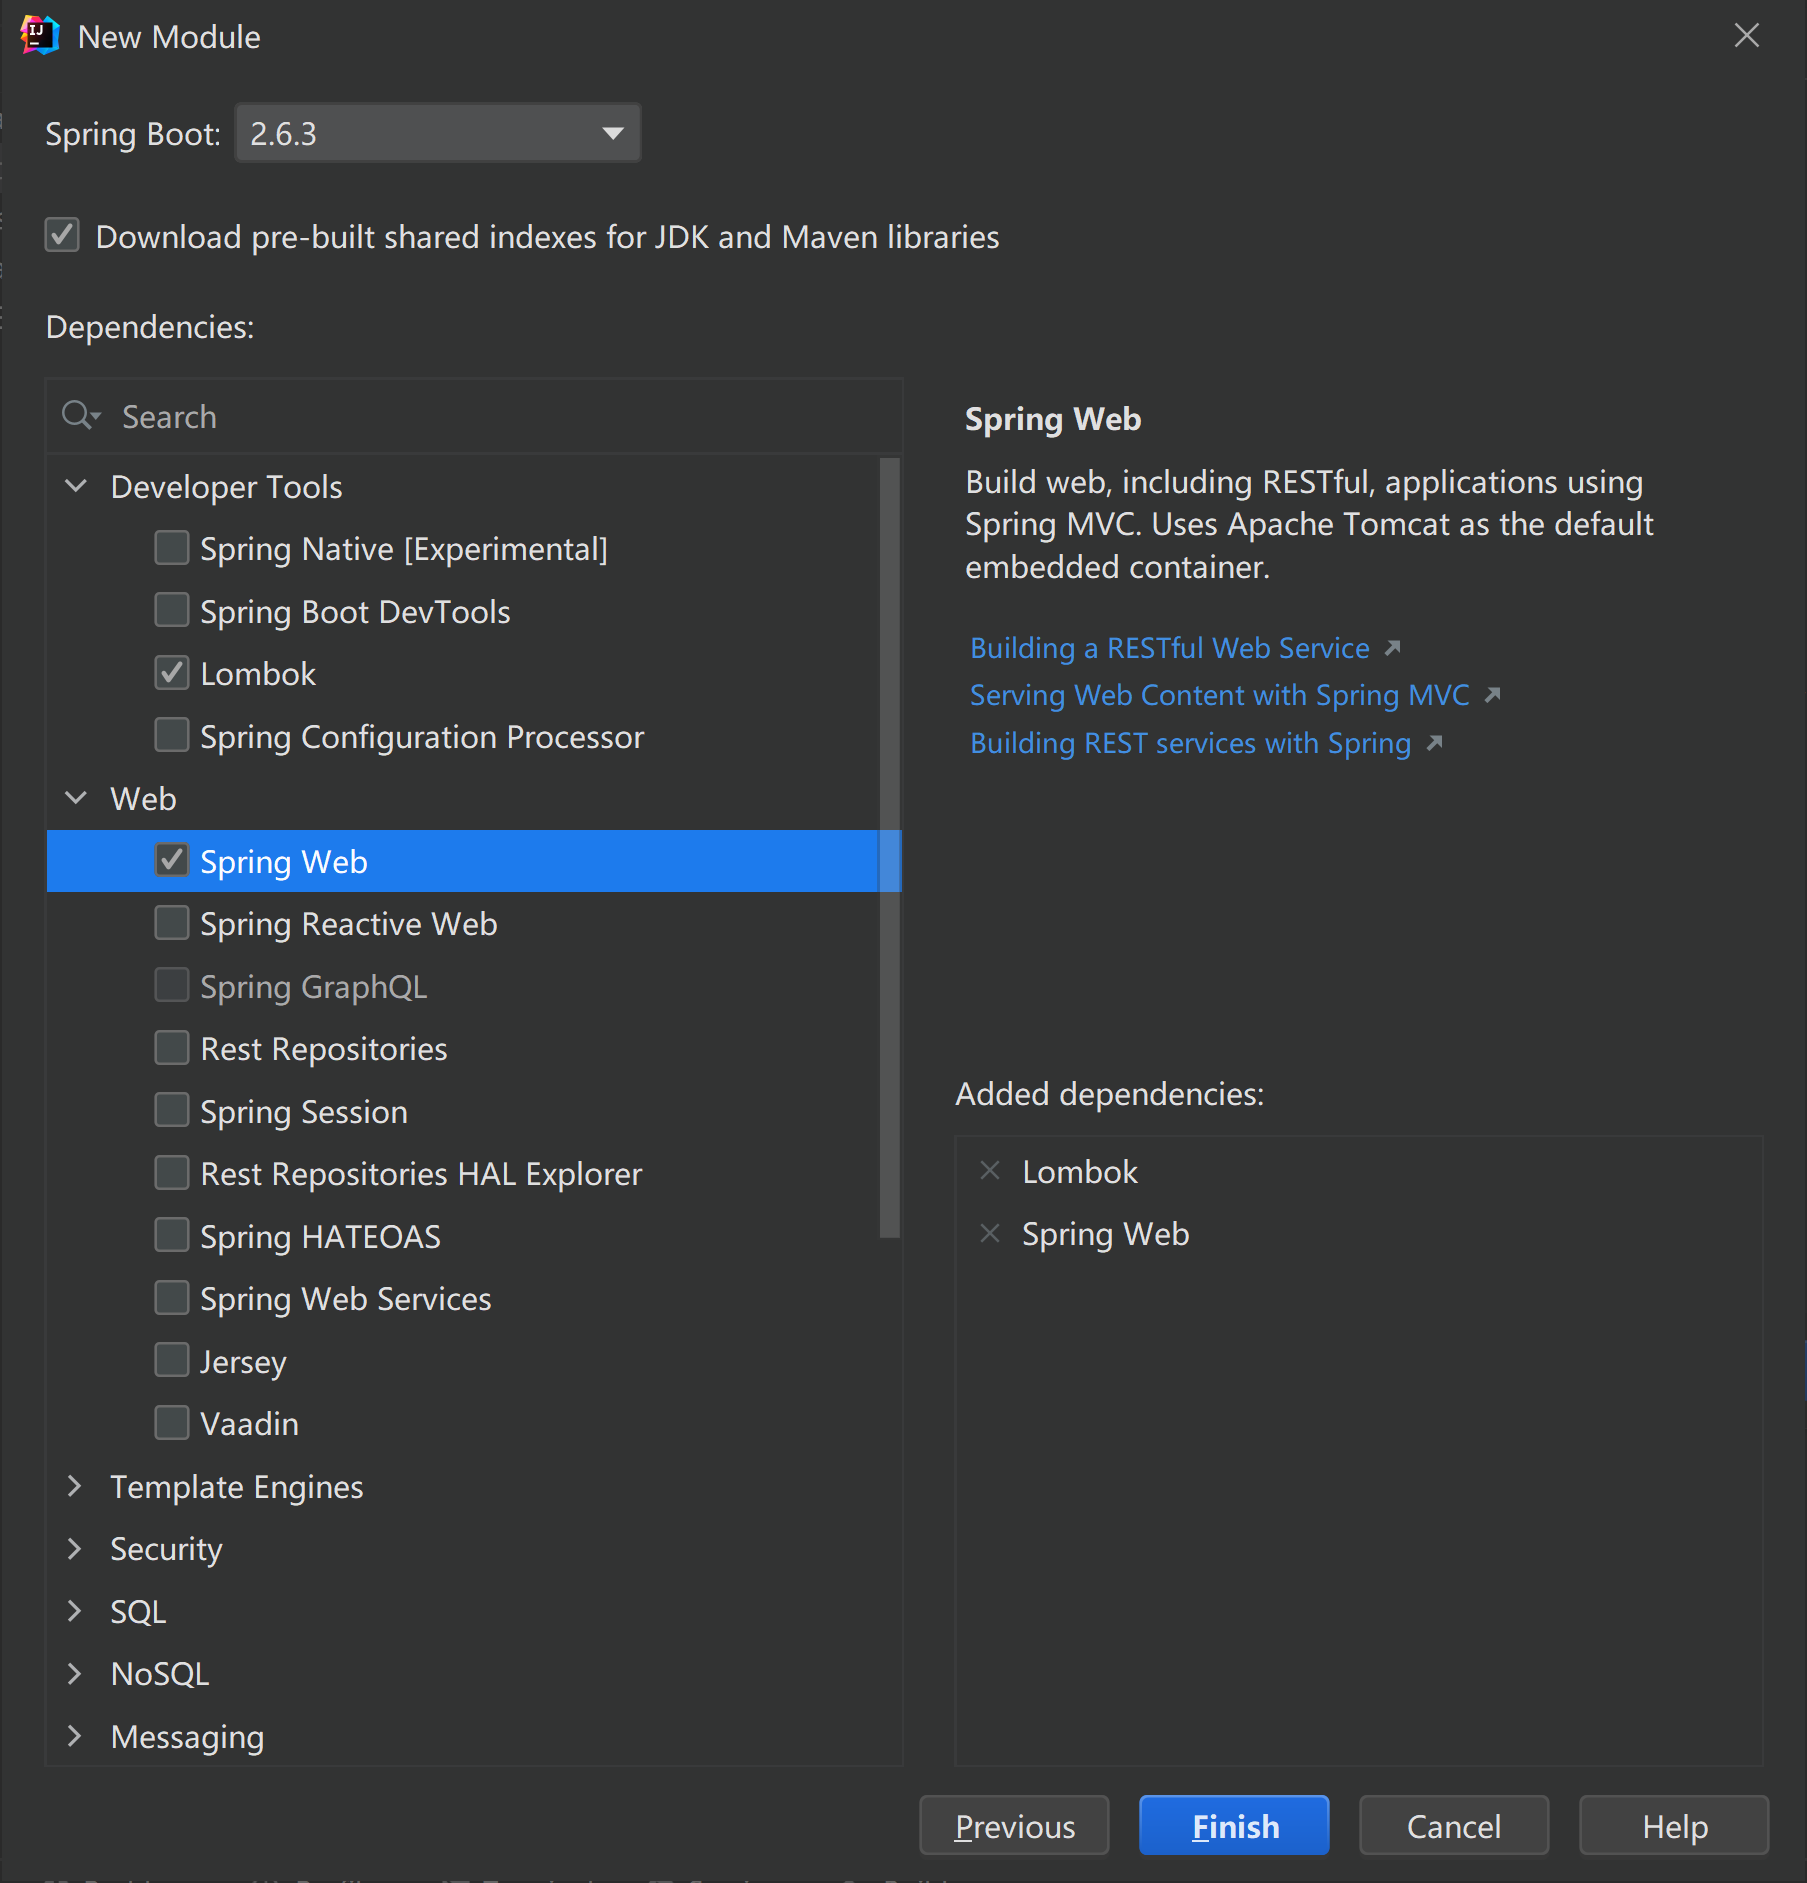 New Module
Spring Boot: 2.6.3
Download pre-built shared indexes for JDK and Maven libraries
Dependencies:
Search
Developer Tools
Spring Native [Experimental]
Spring Boot DevTools
Lombok
Spring Configuration Processor
Web
Spring Web
Spring Reactive Web
Spring GraphQL
Rest Repositories
Spring Session
Rest Repositories HAL Explorer
Spring HATEOAS
Spring Web Services
Jersey
Vaadin
Template Engines
Security
SQL
NoSQL
Messaging
Spring Web
Build web, including RESTful, applications using
Spring MVC. Uses Apache Tomcat as the default
embedded container.
Building a RESTful Web Service
Serving Web Content with Spring MVC
Building REST services with Spring
Added dependencies:
Lombok
Spring Web
Previous
Finish
Cancel
Help